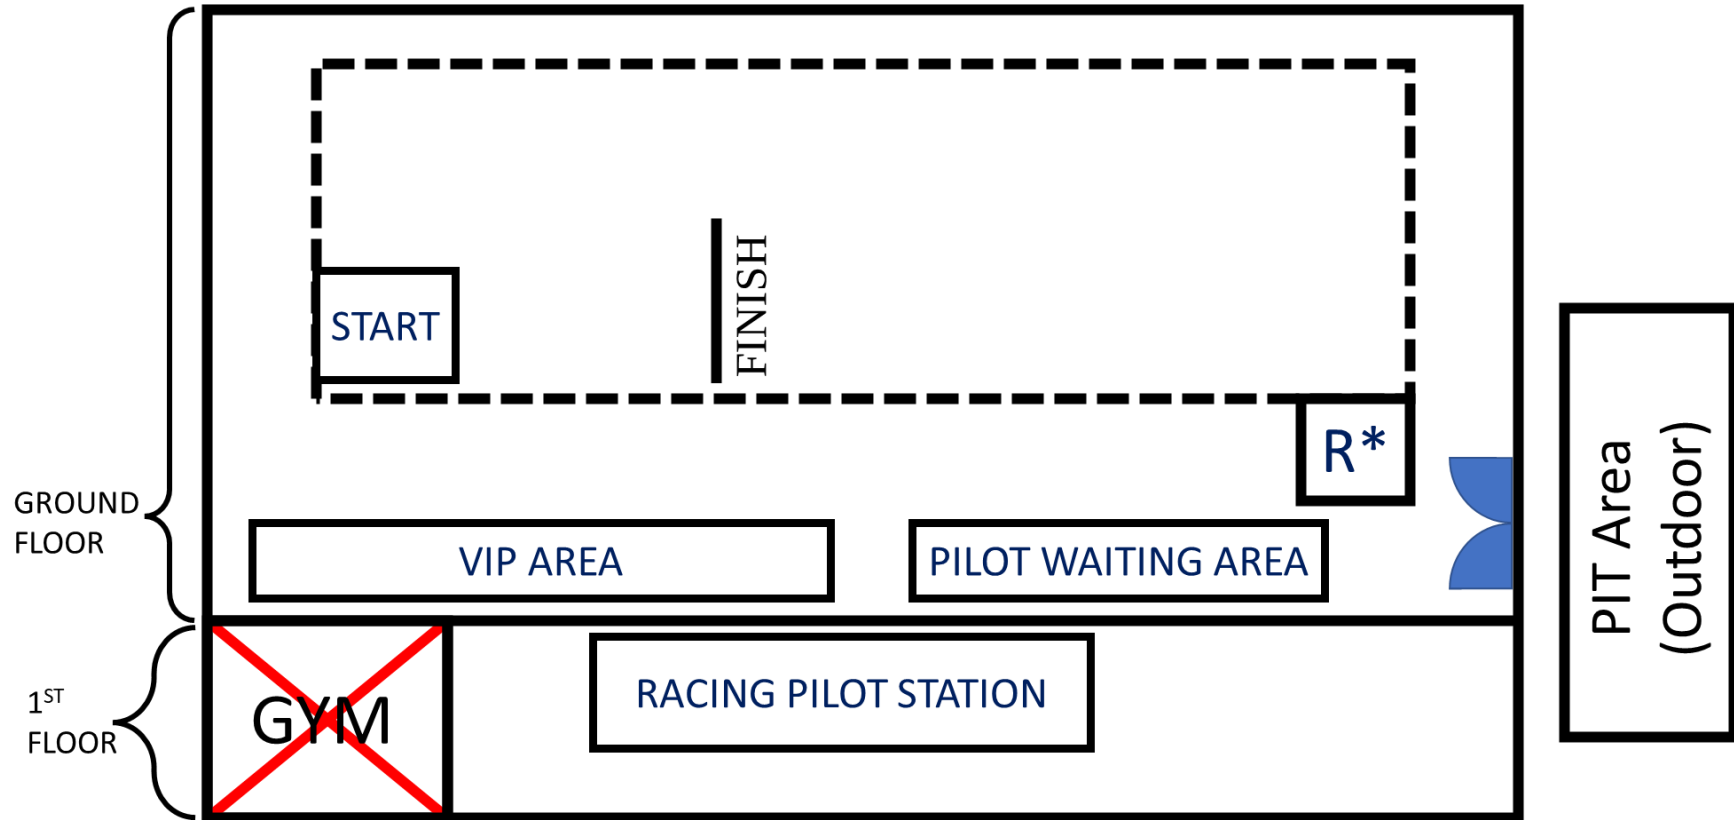 START
FINISH
R*
GROUND
FLOOR
VIP AREA
PILOT WAITING AREA
PIT Area
(Outdoor)
1ST
FLOOR
GYM
RACING PILOT STATION